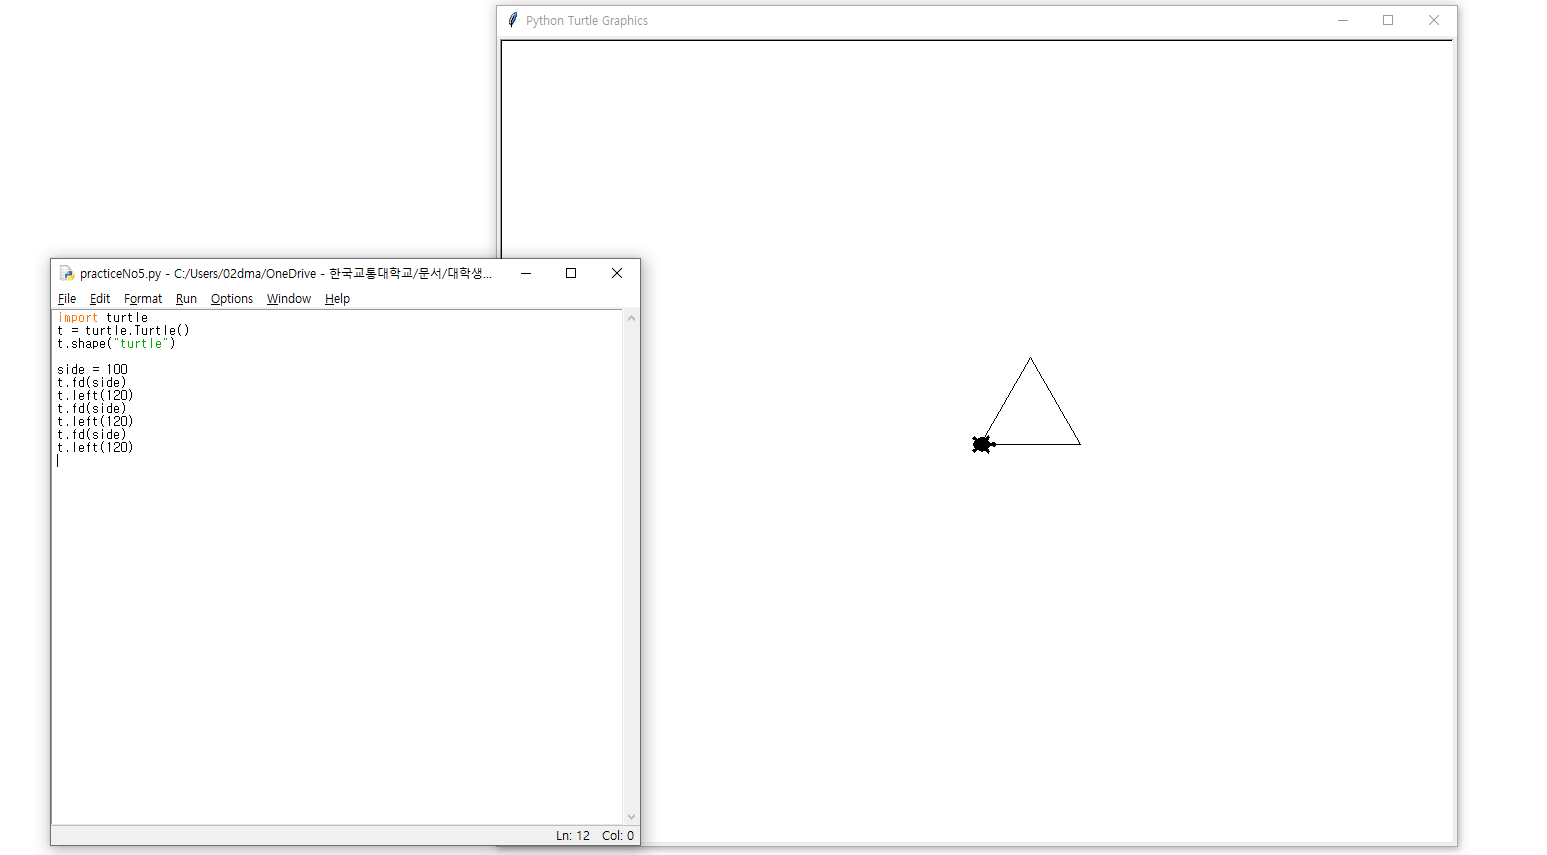 Python Turtle Graphics
practiceNo5.py - C:/Users/02dma/OneDrive - 한국교통대학교/문서/대학생...
File Edit Format Run Options Window Help
import turtle
t = turtle.Turtle()
t.shape("turtle")
side = 100
t.fd(side)
t.left(120)
t.fd(side)
t.left(120)
t.fd(side)
t.left(120)
Ln: 12 Col: 0